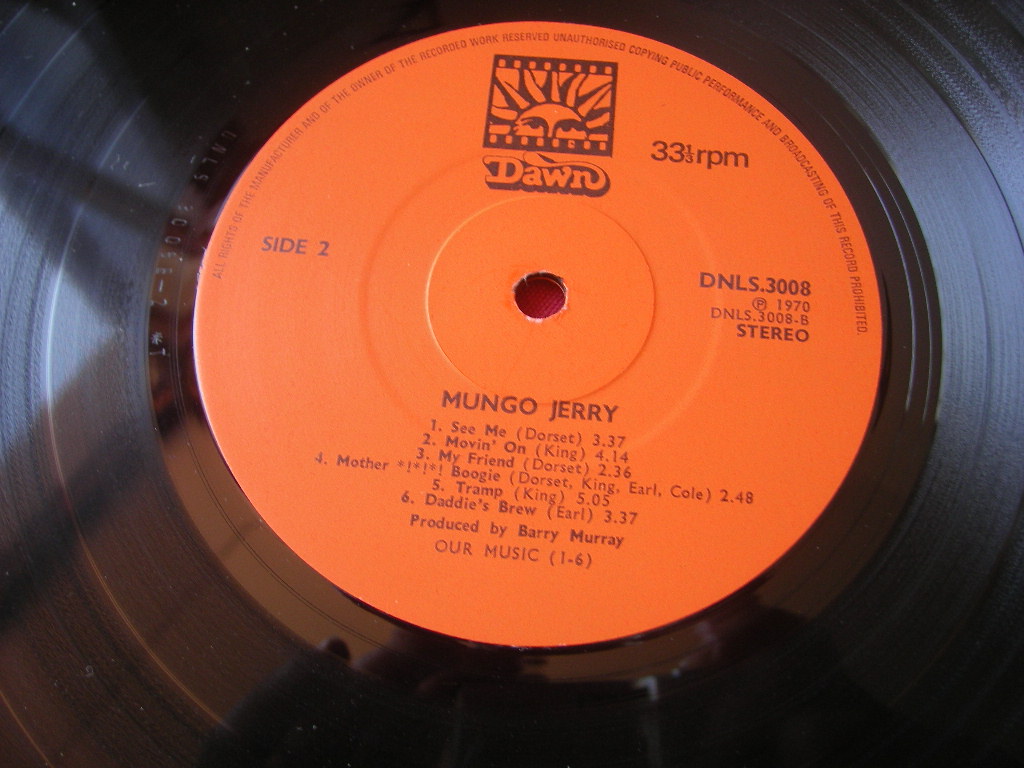 ALL RIGHTS OF THE MANUFACTURER AND OF THE OWNER OF THE RECORDED WORK RESERVED UNAUTHORISED COPYING PUBLIC PERFORMANCE AND BROADCASTING OF THIS RECORD PROHIBITED.
Dawn
33⅓rpm
SIDE 2
DNLS.3008
Ⓟ 1970
DNLS.3008-B
STEREO
MUNGO JERRY
1. See Me (Dorset) 3.37
2. Movin' On (King) 4.14
3. My Friend (Dorset) 2.36
4. Mother *!*!*! Boogie (Dorset, King, Earl, Cole) 2.48
5. Tramp (King) 5.05
6. Daddie's Brew (Earl) 3.37
Produced by Barry Murray
OUR MUSIC (1-6)